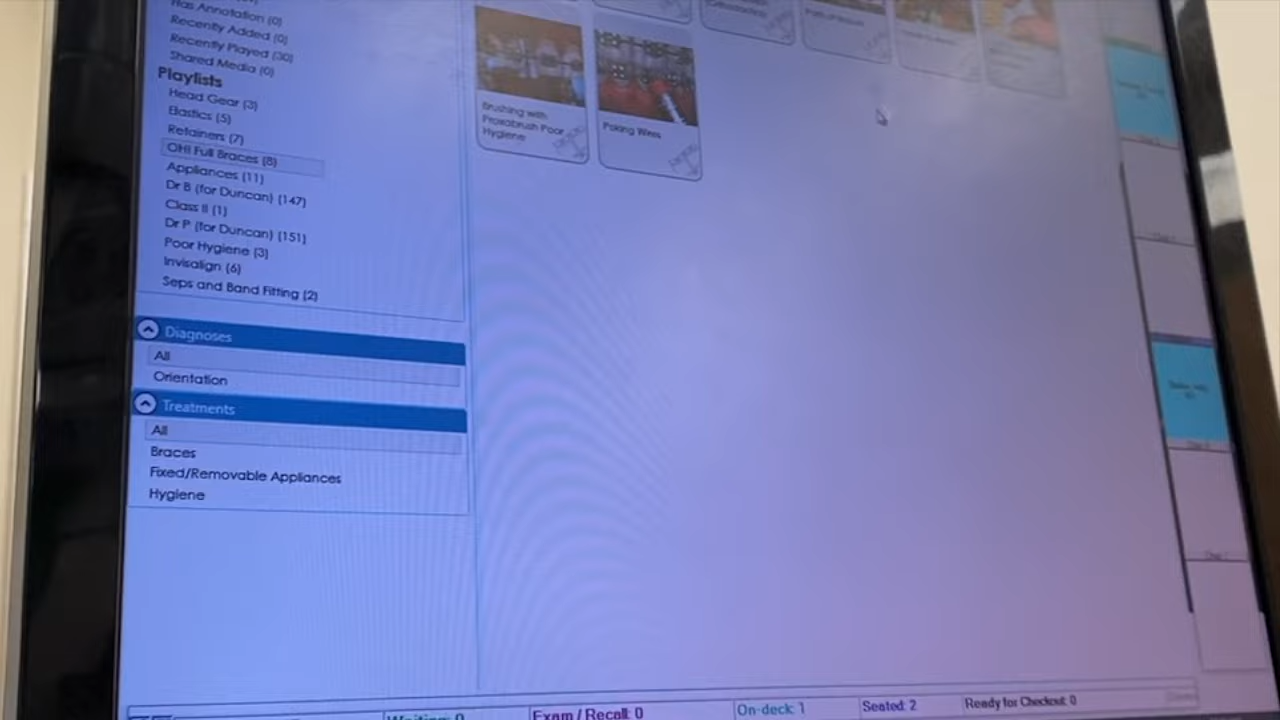 Has Annotation (0)
Recently Added (0)
Recently Played (30)
Shared Media (0)
Playlists
Head Gear (3)
Elastics (5)
Retainers (7)
OHI Full Braces (8)
Appliances (11)
Dr B (for Duncan) (147)
Class II (1)
Dr P (for Duncan) (151)
Poor Hygiene (3)
Invisalign (6)
Seps and Band Fitting (2)
Diagnoses
All
Orientation
Treatments
All
Braces
Fixed/Removable Appliances
Hygiene
Brushing with
Proxabrush Poor
Hygiene
Poking Wires
Waiting: 0
Exam / Recall: 0
On-deck: 1
Seated: 2
Ready for Checkout: 0